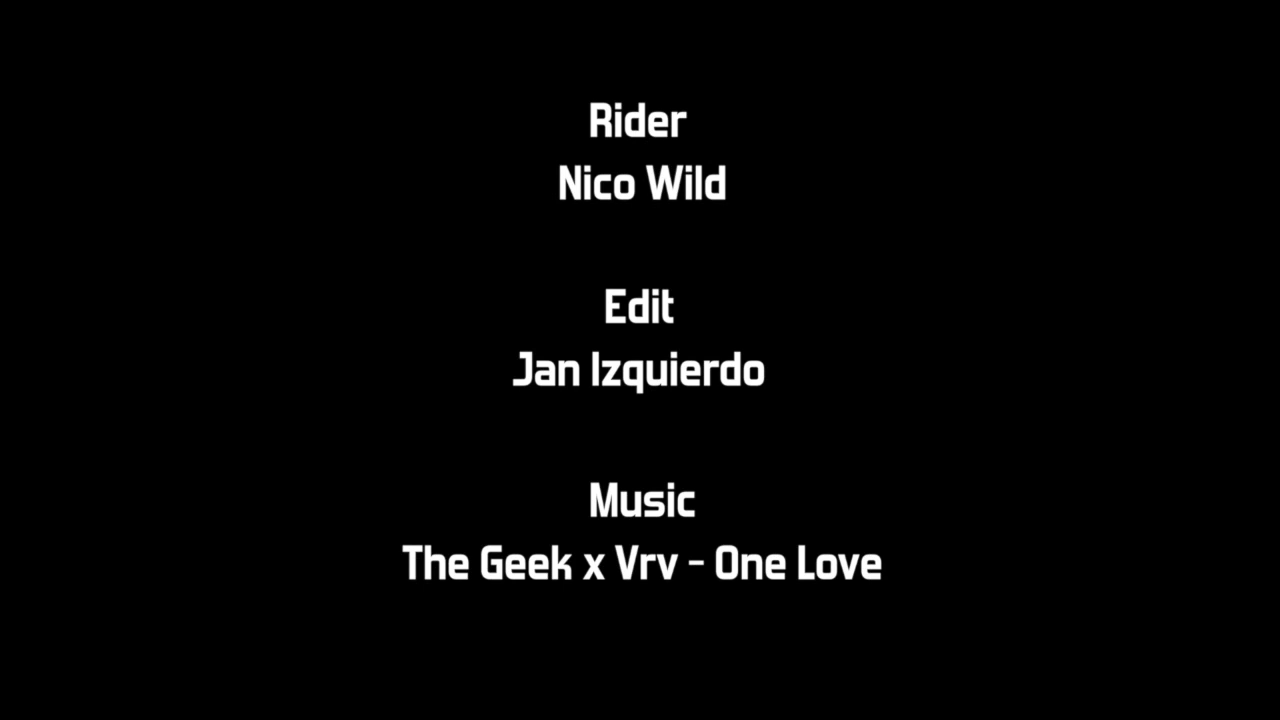 Rider
Nico Wild
Edit
Jan Izquierdo
Music
The Geek x Vrv - One Love